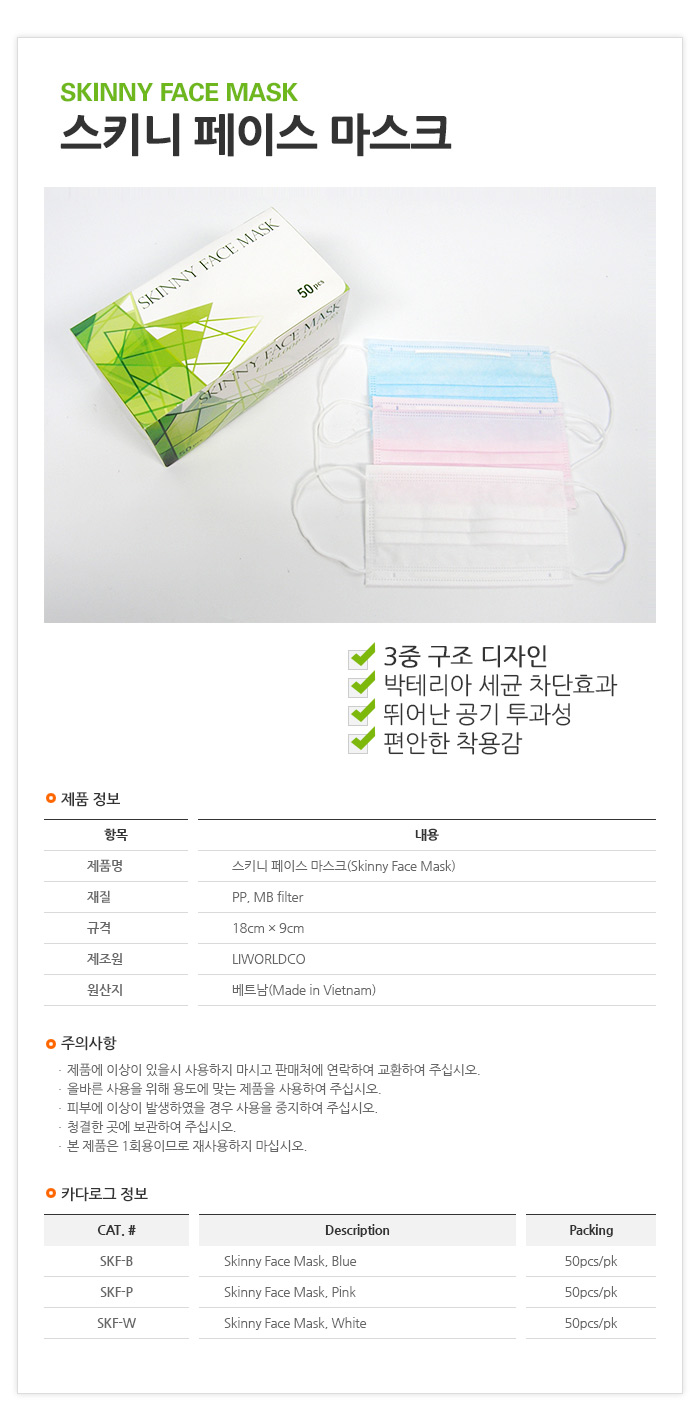 SKINNY FACE MASK
스키니 페이스 마스크
SKINNY FACE MASK
50pcs
SKINNY FACE MASK
50pcs
3중 구조 디자인
박테리아 세균 차단효과
뛰어난 공기 투과성
편안한 착용감
제품 정보
항목 내용
제품명 스키니 페이스 마스크(Skinny Face Mask)
재질 PP, MB filter
규격 18cm × 9cm
제조원 LIWORLDCO
원산지 베트남(Made in Vietnam)
주의사항
· 제품에 이상이 있을시 사용하지 마시고 판매처에 연락하여 교환하여 주십시오.
· 올바른 사용을 위해 용도에 맞는 제품을 사용하여 주십시오.
· 피부에 이상이 발생하였을 경우 사용을 중지하여 주십시오.
· 청결한 곳에 보관하여 주십시오.
· 본 제품은 1회용이므로 재사용하지 마십시오.
카다로그 정보
CAT. # Description Packing
SKF-B Skinny Face Mask, Blue 50pcs/pk
SKF-P Skinny Face Mask, Pink 50pcs/pk
SKF-W Skinny Face Mask, White 50pcs/pk